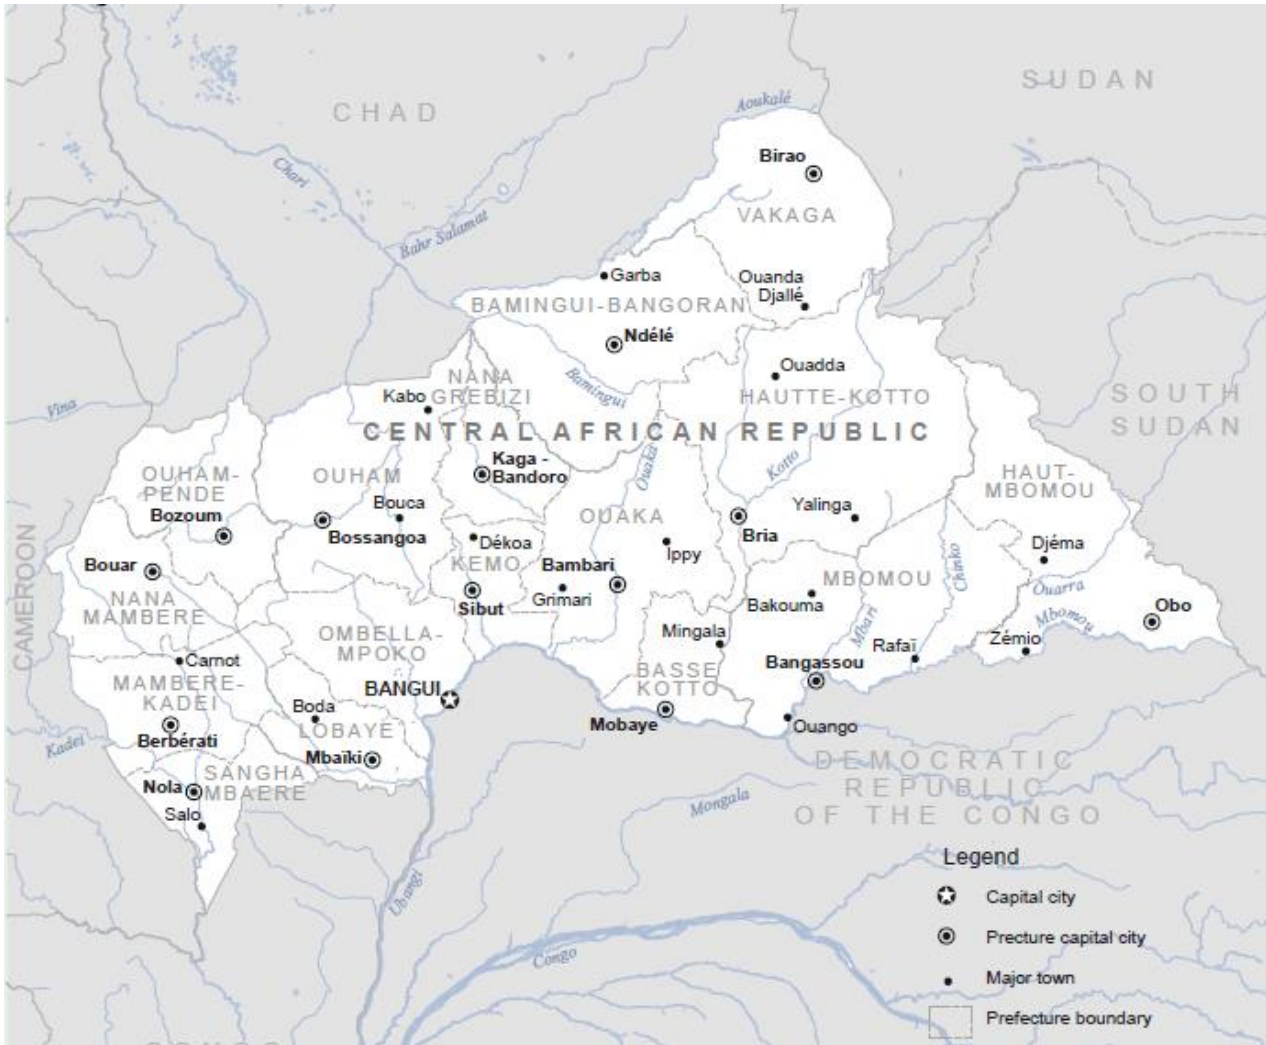 SUDAN
CHAD
Aoukalé
Birao
Chari
VAKAGA
Bahr Salamat
Garba
Ouanda
Djallé
BAMINGUI-BANGORAN
Ndélé
Ouadda
NANA
GREBIZI
Bamingui
HAUTTE-KOTTO
SOUTH
SUDAN
Kabo
Vina
CENTRAL AFRICAN REPUBLIC
Kaga -
Bandoro
Ouaka
Kotto
OUHAM-
PENDE
OUHAM
HAUT-
MBOMOU
Bouca
Yalinga
Bozoum
Bossangoa
OUAKA
Bria
Dékoa
Ippy
Djéma
CAMEROON
Bouar
KEMO
Bambari
MBOMOU
Chinko
Ouarra
NANA
MAMBERE
Sibut
Grimari
Bakouma
Obo
Mbari
Mbomou
OMBELLA-
MPOKO
Mingala
Rafaï
Zémio
Carnot
BASSE
KOTTO
Bangassou
MAMBERE-
KADEI
BANGUI
Boda
Mobaye
Ouango
Berbérati
LOBAYE
Kadei
Mbaïki
DEMOCRATIC
REPUBLIC
OF THE CONGO
SANGHA
MBAERE
Nola
Salo
Mongala
Ubangi
Congo
Legend
Capital city
Precture capital city
Major town
Prefecture boundary